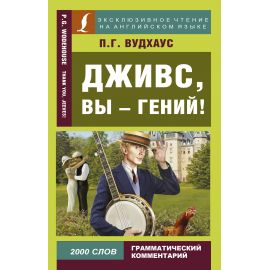 ЭКСКЛЮЗИВНОЕ ЧТЕНИЕ
НА АНГЛИЙСКОМ ЯЗЫКЕ
P.G. WODEHOUSE
THANK YOU, JEEVES!
П.Г. ВУДХАУС
ДЖИВС,
ВЫ – ГЕНИЙ!
2000 СЛОВ
ГРАММАТИЧЕСКИЙ
КОММЕНТАРИЙ